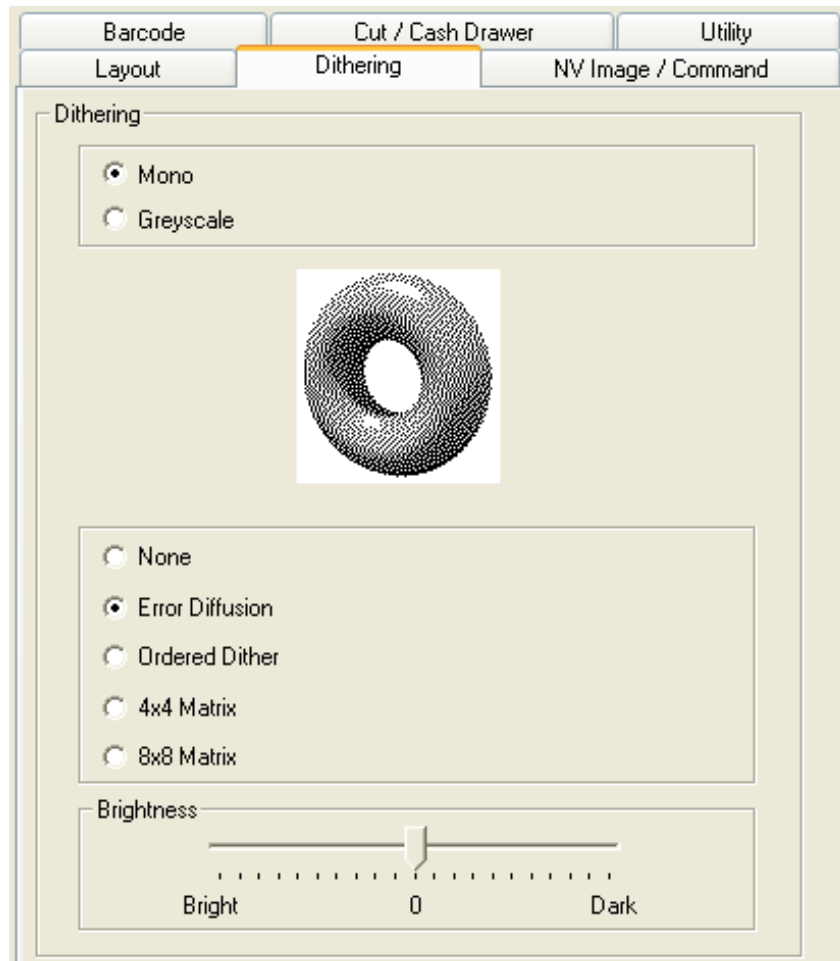 Barcode Cut / Cash Drawer Utility
Layout Dithering NV Image / Command
Dithering
Mono
Greyscale
None
Error Diffusion
Ordered Dither
4x4 Matrix
8x8 Matrix
Brightness
Bright 0 Dark